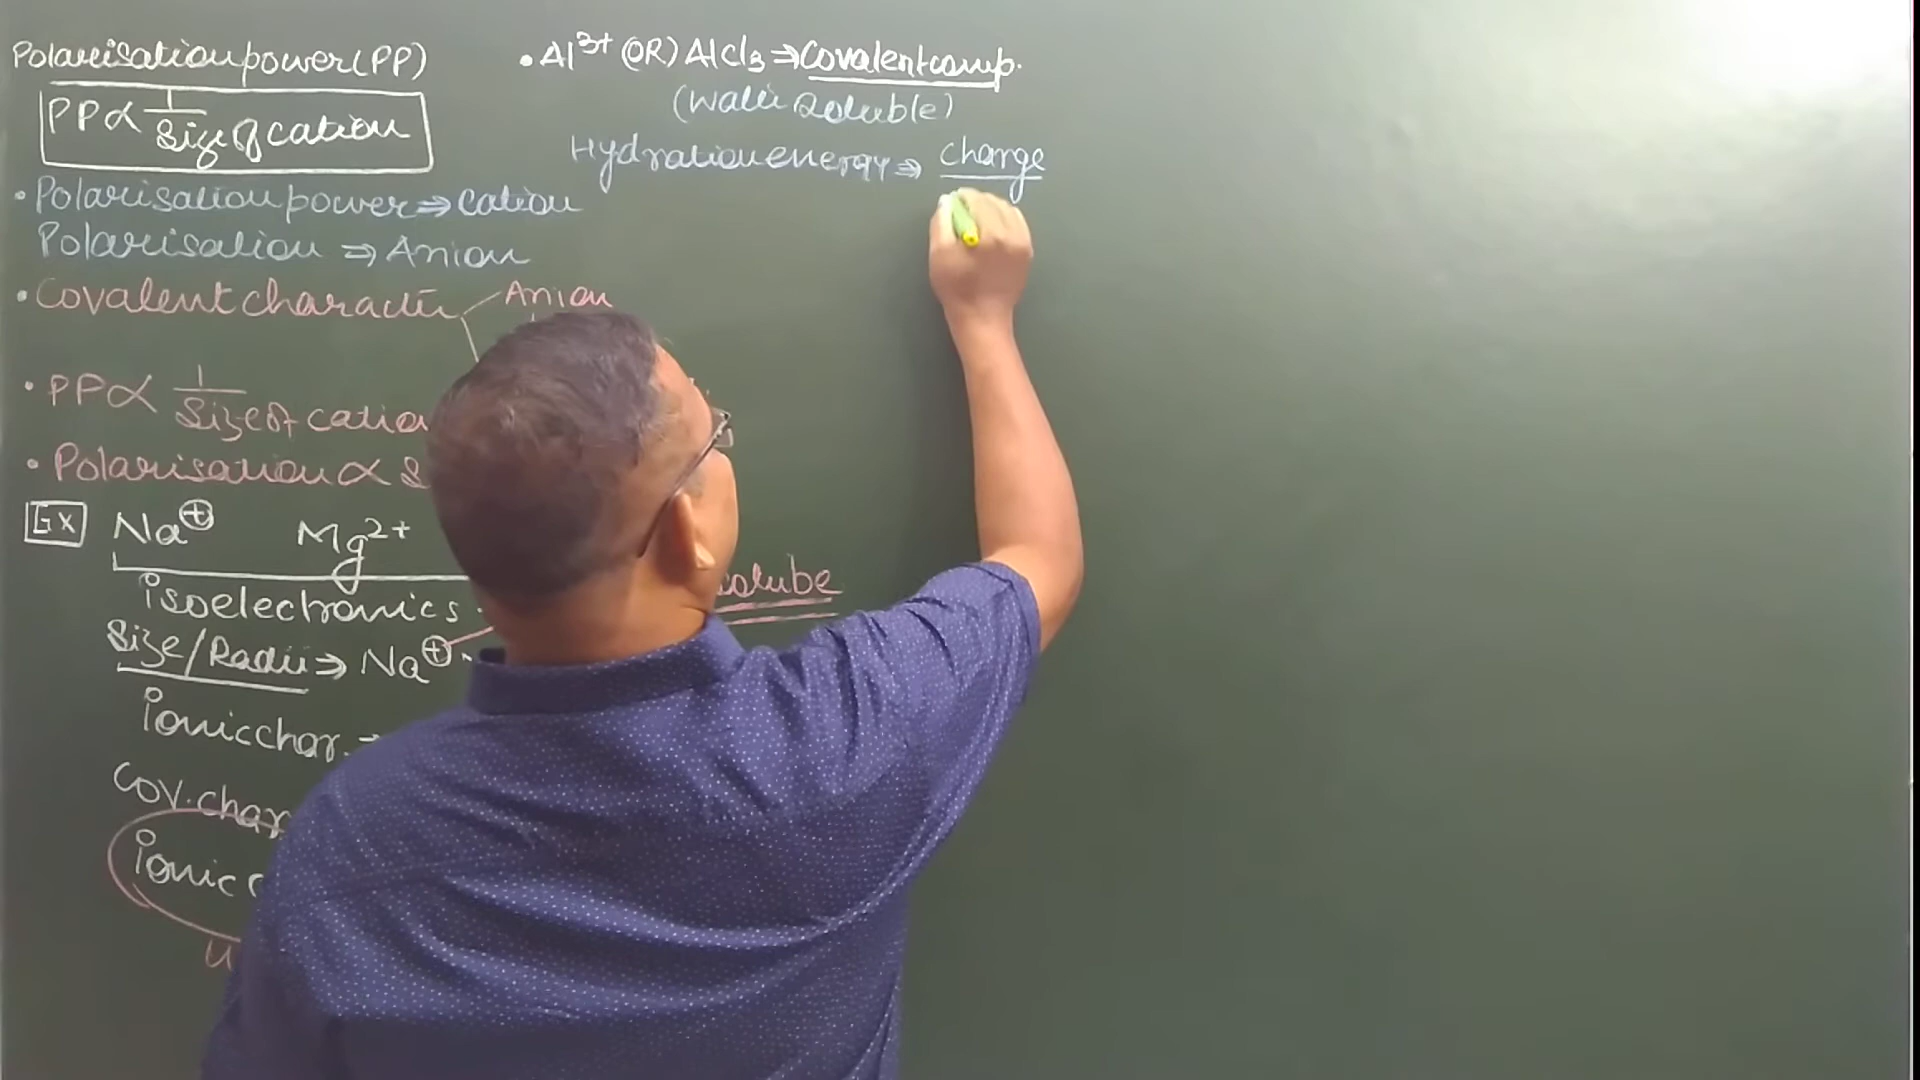 Polarisation power (PP)
PP ∝ 1/Size of cation
• Polarisation power ⇒ cation
Polarisation ⇒ Anion
• Covalent character Anion
• PP ∝ 1/Size of cation
• Polarisation ∝ S
Ex Na⊕ Mg²⁺
isoelectronics
Size/Radii ⇒ Na⊕
ionic char.
Cov. char
ionic c
• Al³⁺ (OR) AlCl₃ ⇒ Covalent comp.
(Water Soluble)
Hydration energy ⇒ charge
solube